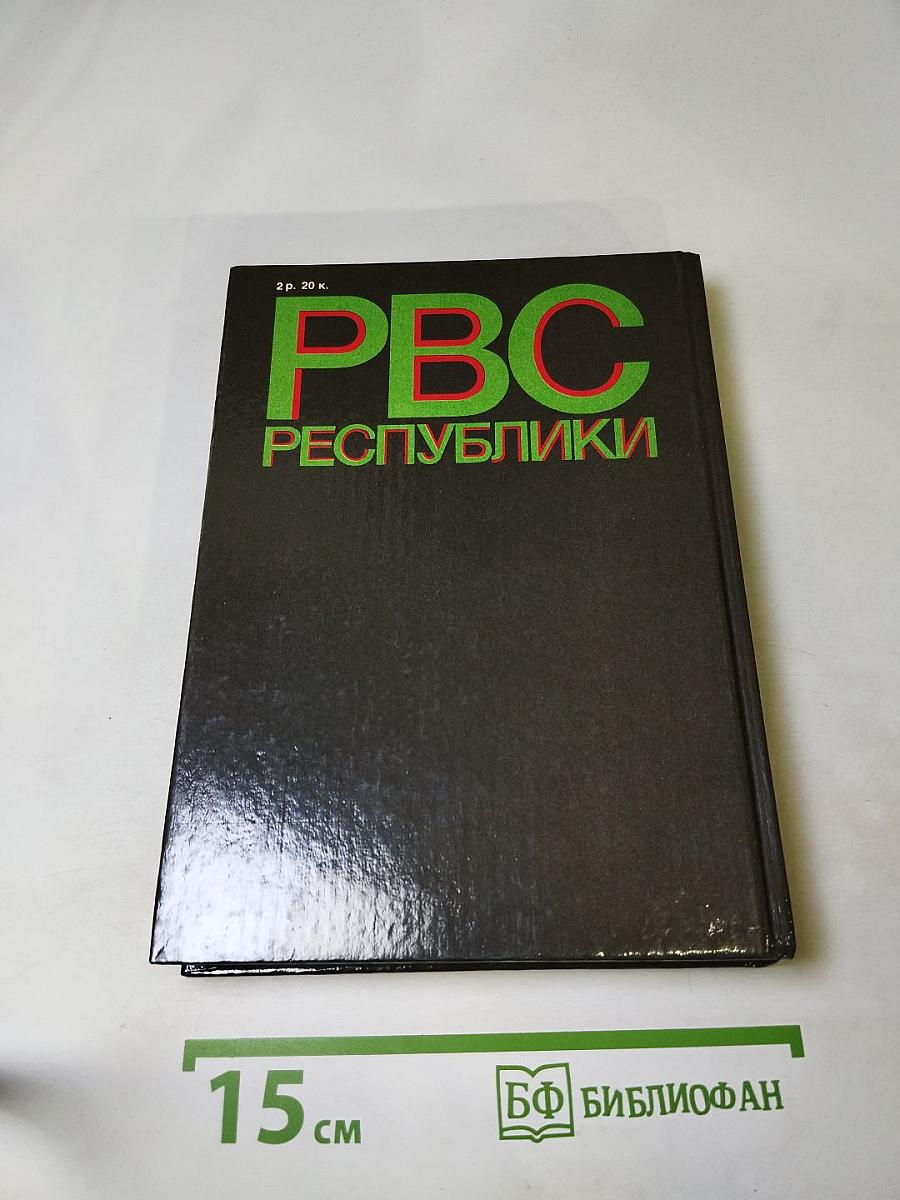 2 р. 20 к.
РВС
РЕСПУБЛИКИ
15 см
БФ БИБЛИОФАН